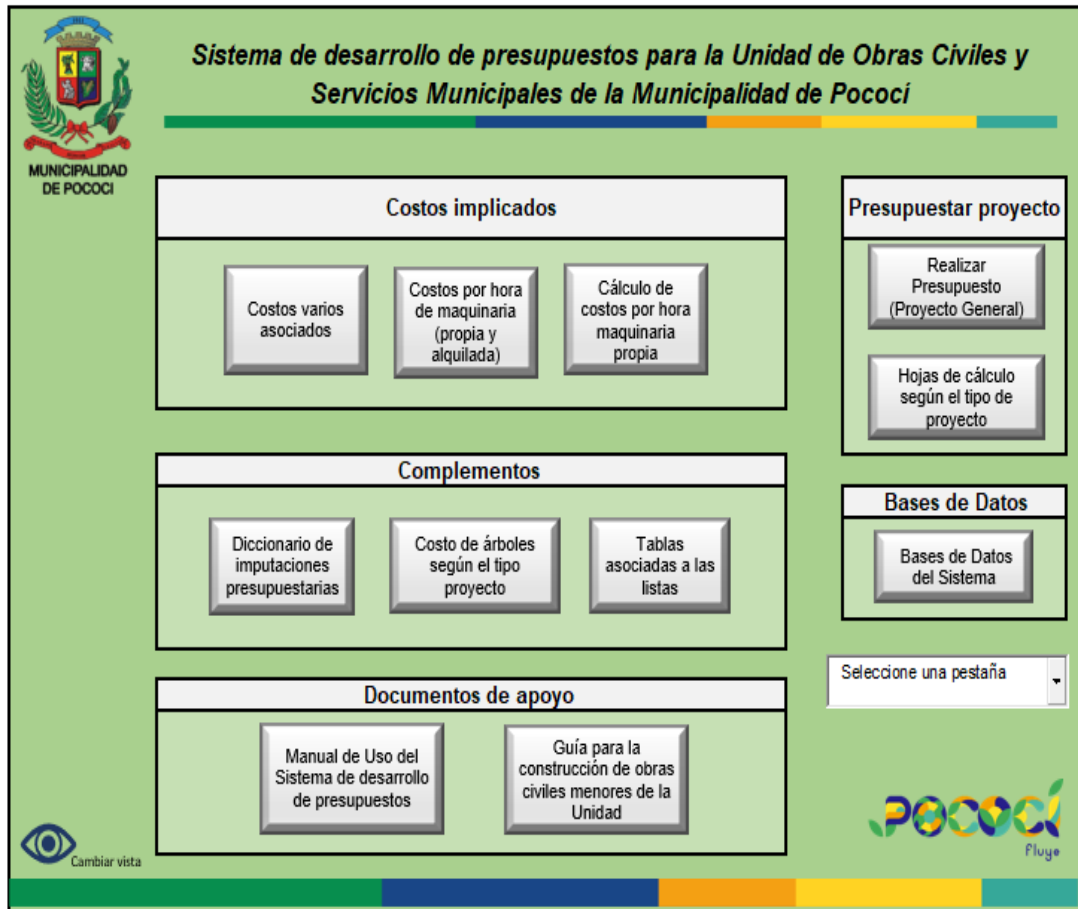 Sistema de desarrollo de presupuestos para la Unidad de Obras Civiles y
Servicios Municipales de la Municipalidad de Pococí
MUNICIPALIDAD
DE POCOCI
Costos implicados
Costos varios
asociados
Costos por hora
de maquinaria
(propia y
alquilada)
Cálculo de
costos por hora
maquinaria
propia
Presupuestar proyecto
Realizar
Presupuesto
(Proyecto General)
Hojas de cálculo
según el tipo de
proyecto
Complementos
Diccionario de
imputaciones
presupuestarias
Costo de árboles
según el tipo
proyecto
Tablas
asociadas a las
listas
Bases de Datos
Bases de Datos
del Sistema
Seleccione una pestaña
Documentos de apoyo
Manual de Uso del
Sistema de desarrollo
de presupuestos
Guía para la
construcción de obras
civiles menores de la
Unidad
POCOCÍ
fluye
Cambiar vista